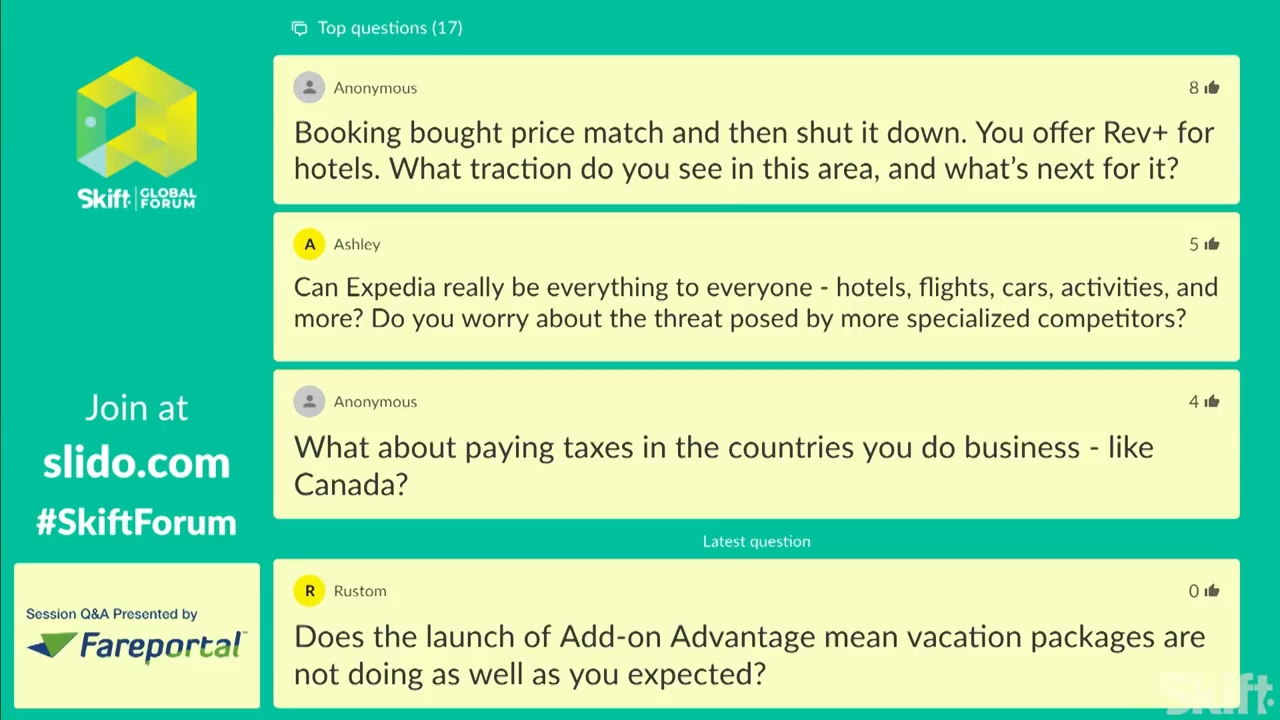 Top questions (17)
Anonymous
8
Booking bought price match and then shut it down. You offer Rev+ for
hotels. What traction do you see in this area, and what’s next for it?
A
Ashley
5
Can Expedia really be everything to everyone - hotels, flights, cars, activities, and
more? Do you worry about the threat posed by more specialized competitors?
Anonymous
4
What about paying taxes in the countries you do business - like
Canada?
Latest question
R
Rustom
0
Does the launch of Add-on Advantage mean vacation packages are
not doing as well as you expected?
Skift
GLOBAL
FORUM
Join at
slido.com
#SkiftForum
Session Q&A Presented by
Fareportal™
Skift